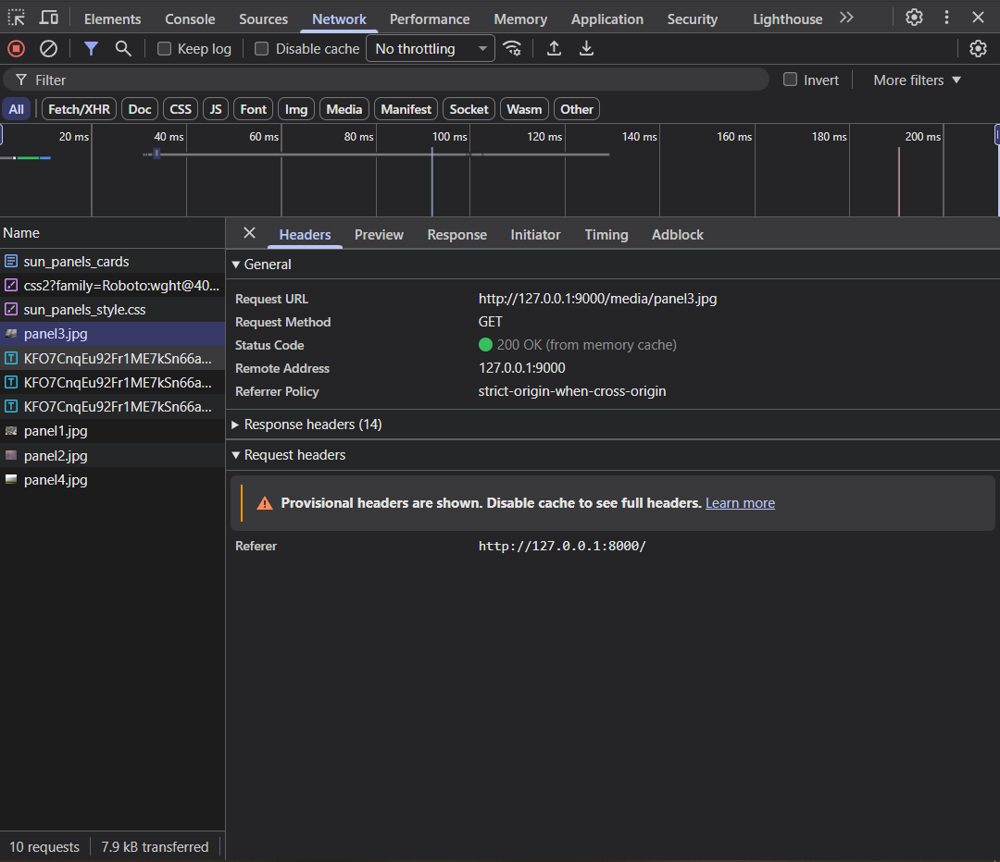 Elements Console Sources Network Performance Memory Application Security Lighthouse
Keep log Disable cache No throttling
Filter Invert More filters
All Fetch/XHR Doc CSS JS Font Img Media Manifest Socket Wasm Other
20 ms 40 ms 60 ms 80 ms 100 ms 120 ms 140 ms 160 ms 180 ms 200 ms
Name
sun_panels_cards
css2?family=Roboto:wght@40...
sun_panels_style.css
panel3.jpg
KFO7CnqEu92Fr1ME7kSn66a...
KFO7CnqEu92Fr1ME7kSn66a...
KFO7CnqEu92Fr1ME7kSn66a...
panel1.jpg
panel2.jpg
panel4.jpg
10 requests 7.9 kB transferred
Headers Preview Response Initiator Timing Adblock
General
Request URL http://127.0.0.1:9000/media/panel3.jpg
Request Method GET
Status Code 200 OK (from memory cache)
Remote Address 127.0.0.1:9000
Referrer Policy strict-origin-when-cross-origin
Response headers (14)
Request headers
Provisional headers are shown. Disable cache to see full headers. Learn more
Referer http://127.0.0.1:8000/